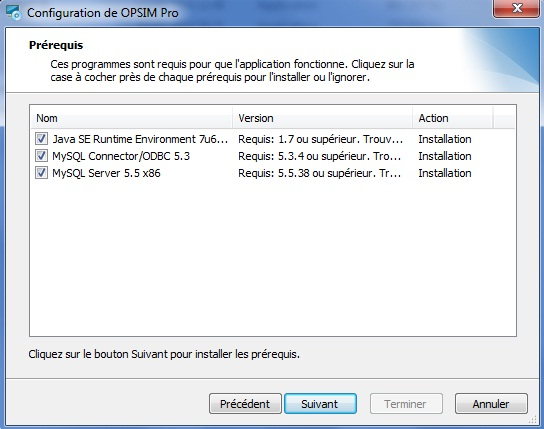 Configuration de OPSIM Pro
Prérequis
Ces programmes sont requis pour que l'application fonctionne. Cliquez sur la
case à cocher près de chaque prérequis pour l'installer ou l'ignorer.
Nom Version Action
Java SE Runtime Environment 7u6... Requis: 1.7 ou supérieur. Trouv... Installation
MySQL Connector/ODBC 5.3 Requis: 5.3.4 ou supérieur. Tr... Installation
MySQL Server 5.5 x86 Requis: 5.5.38 ou supérieur. Tr... Installation
Cliquez sur le bouton Suivant pour installer les prérequis.
Précédent Suivant Terminer Annuler